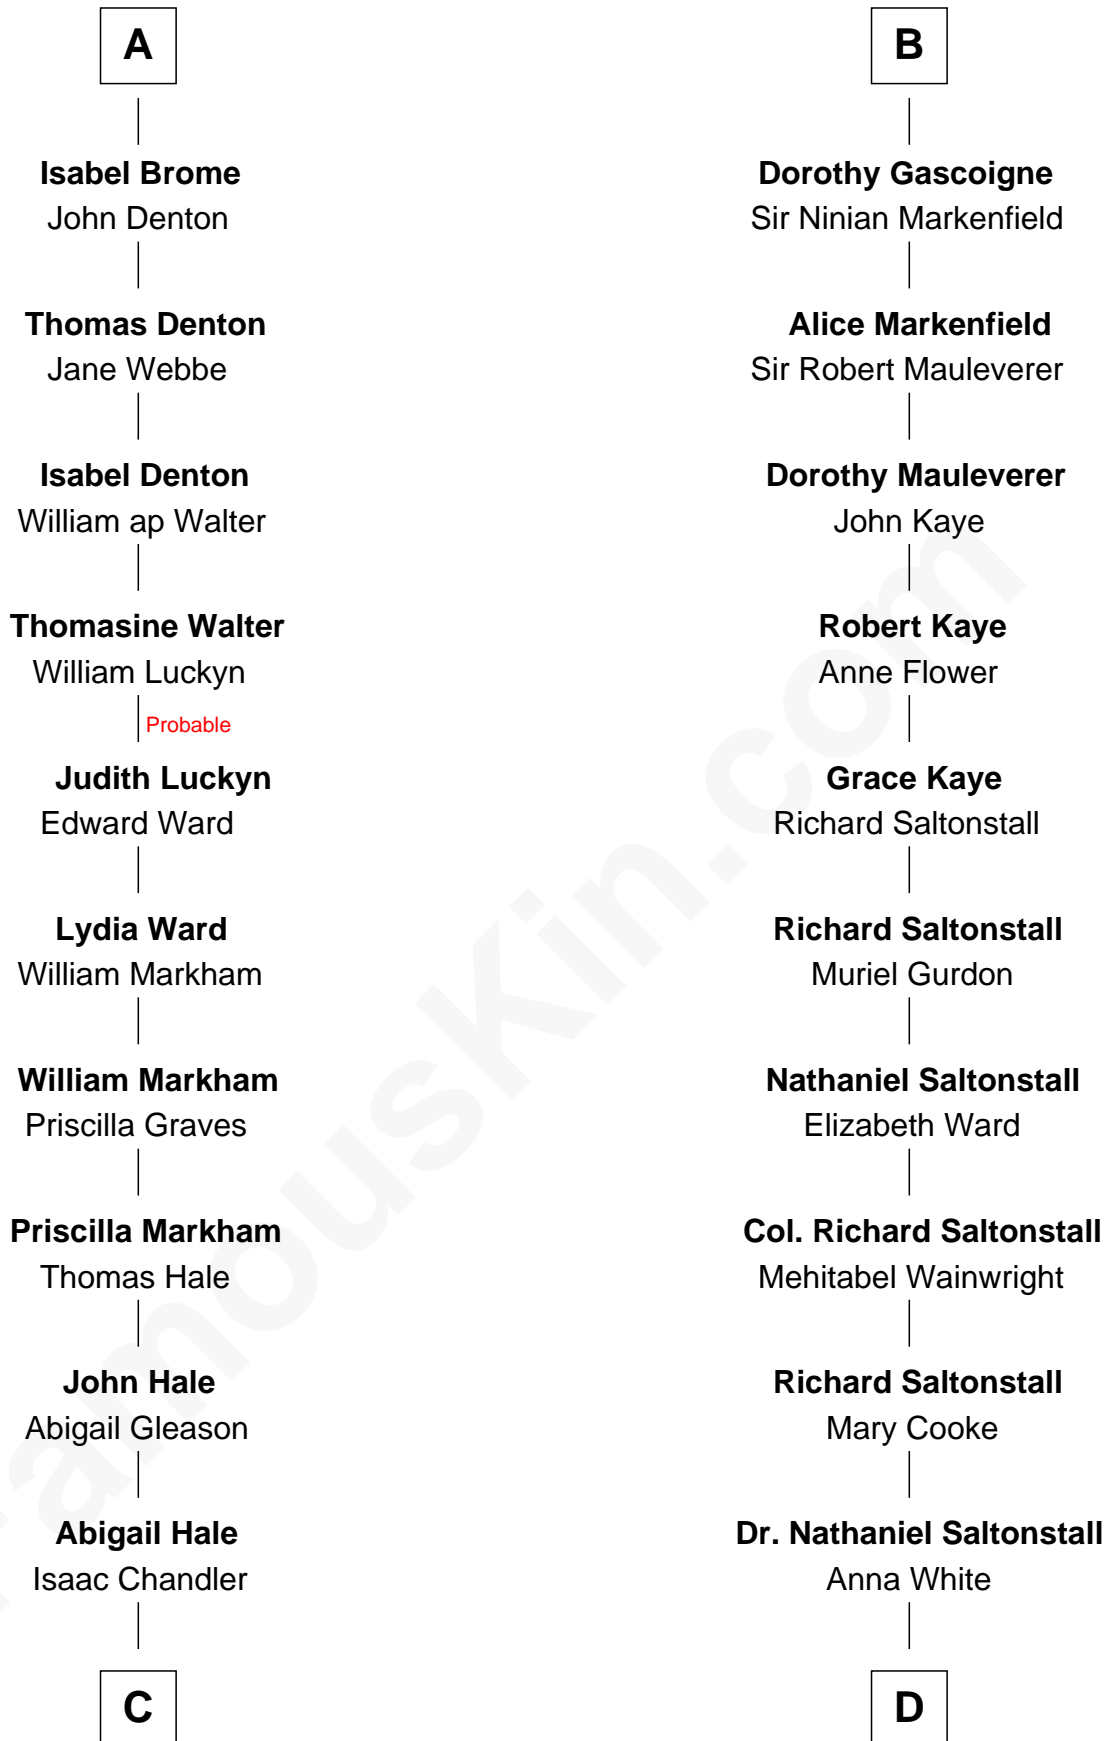 A
Isabel Brome
John Denton
Thomas Denton
Jane Webbe
Isabel Denton
William ap Walter
Thomasine Walter
William Luckyn
Probable
Judith Luckyn
Edward Ward
Lydia Ward
William Markham
William Markham
Priscilla Graves
Priscilla Markham
Thomas Hale
John Hale
Abigail Gleason
Abigail Hale
Isaac Chandler
C
B
Dorothy Gascoigne
Sir Ninian Markenfield
Alice Markenfield
Sir Robert Mauleverer
Dorothy Mauleverer
John Kaye
Robert Kaye
Anne Flower
Grace Kaye
Richard Saltonstall
Richard Saltonstall
Muriel Gurdon
Nathaniel Saltonstall
Elizabeth Ward
Col. Richard Saltonstall
Mehitabel Wainwright
Richard Saltonstall
Mary Cooke
Dr. Nathaniel Saltonstall
Anna White
D
FamousKin.com